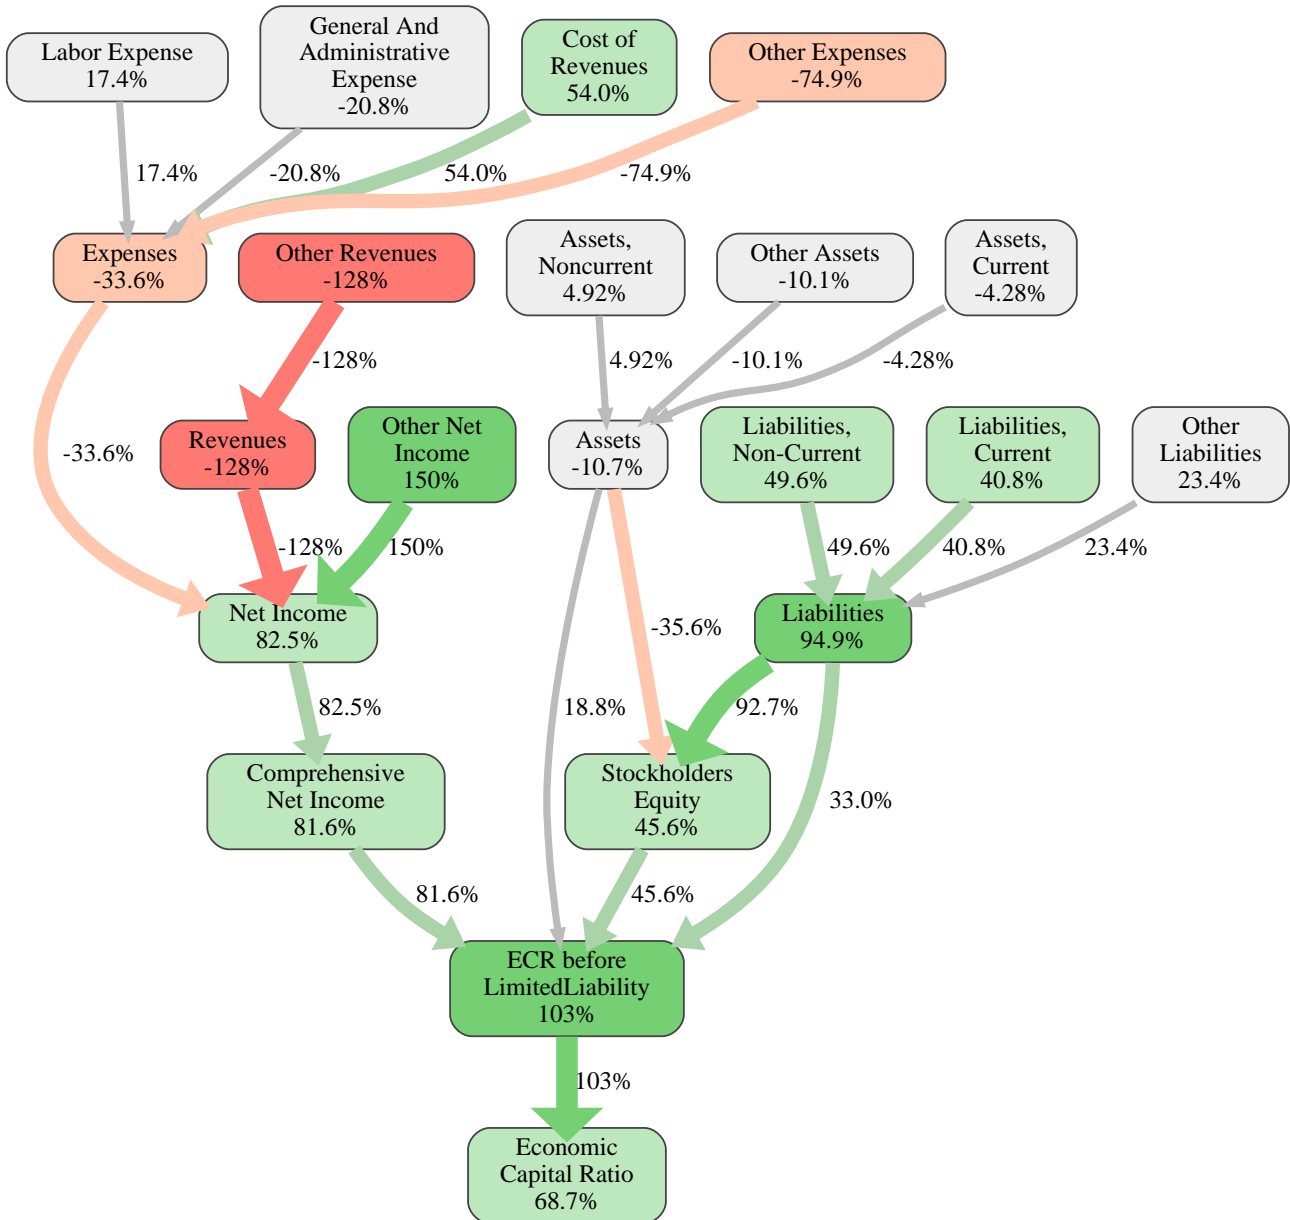 Labor Expense
17.4%
General And
Administrative
Expense
-20.8%
Cost of
Revenues
54.0%
Other Expenses
-74.9%
17.4%
-20.8%
54.0%
-74.9%
Expenses
-33.6%
Other Revenues
-128%
Assets,
Noncurrent
4.92%
Other Assets
-10.1%
Assets,
Current
-4.28%
-128%
4.92%
-10.1%
-4.28%
-33.6%
Revenues
-128%
Other Net
Income
150%
Assets
-10.7%
Liabilities,
Non-Current
49.6%
Liabilities,
Current
40.8%
Other
Liabilities
23.4%
-128%
150%
49.6%
40.8%
23.4%
Net Income
82.5%
-35.6%
Liabilities
94.9%
82.5%
18.8%
92.7%
Comprehensive
Net Income
81.6%
Stockholders
Equity
45.6%
33.0%
81.6%
45.6%
ECR before
LimitedLiability
103%
103%
Economic
Capital Ratio
68.7%